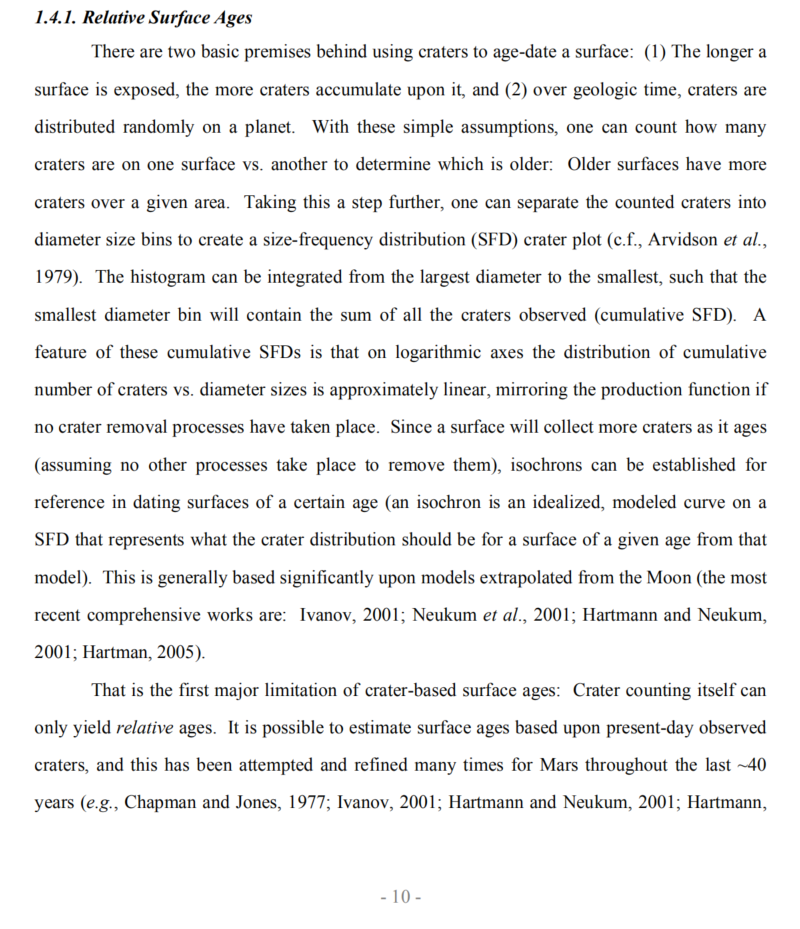 1.4.1. Relative Surface Ages
There are two basic premises behind using craters to age-date a surface:  (1) The longer a
surface is exposed, the more craters accumulate upon it, and (2) over geologic time, craters are
distributed randomly on a planet.  With these simple assumptions, one can count how many
craters are on one surface vs. another to determine which is older:  Older surfaces have more
craters over a given area.  Taking this a step further, one can separate the counted craters into
diameter size bins to create a size-frequency distribution (SFD) crater plot (c.f., Arvidson et al.,
1979).  The histogram can be integrated from the largest diameter to the smallest, such that the
smallest diameter bin will contain the sum of all the craters observed (cumulative SFD).  A
feature of these cumulative SFDs is that on logarithmic axes the distribution of cumulative
number of craters vs. diameter sizes is approximately linear, mirroring the production function if
no crater removal processes have taken place.  Since a surface will collect more craters as it ages
(assuming no other processes take place to remove them), isochrons can be established for
reference in dating surfaces of a certain age (an isochron is an idealized, modeled curve on a
SFD that represents what the crater distribution should be for a surface of a given age from that
model).  This is generally based significantly upon models extrapolated from the Moon (the most
recent comprehensive works are:  Ivanov, 2001; Neukum et al., 2001; Hartmann and Neukum,
2001; Hartman, 2005).
That is the first major limitation of crater-based surface ages:  Crater counting itself can
only yield relative ages.  It is possible to estimate surface ages based upon present-day observed
craters, and this has been attempted and refined many times for Mars throughout the last ~40
years (e.g., Chapman and Jones, 1977; Ivanov, 2001; Hartmann and Neukum, 2001; Hartmann,
- 10 -